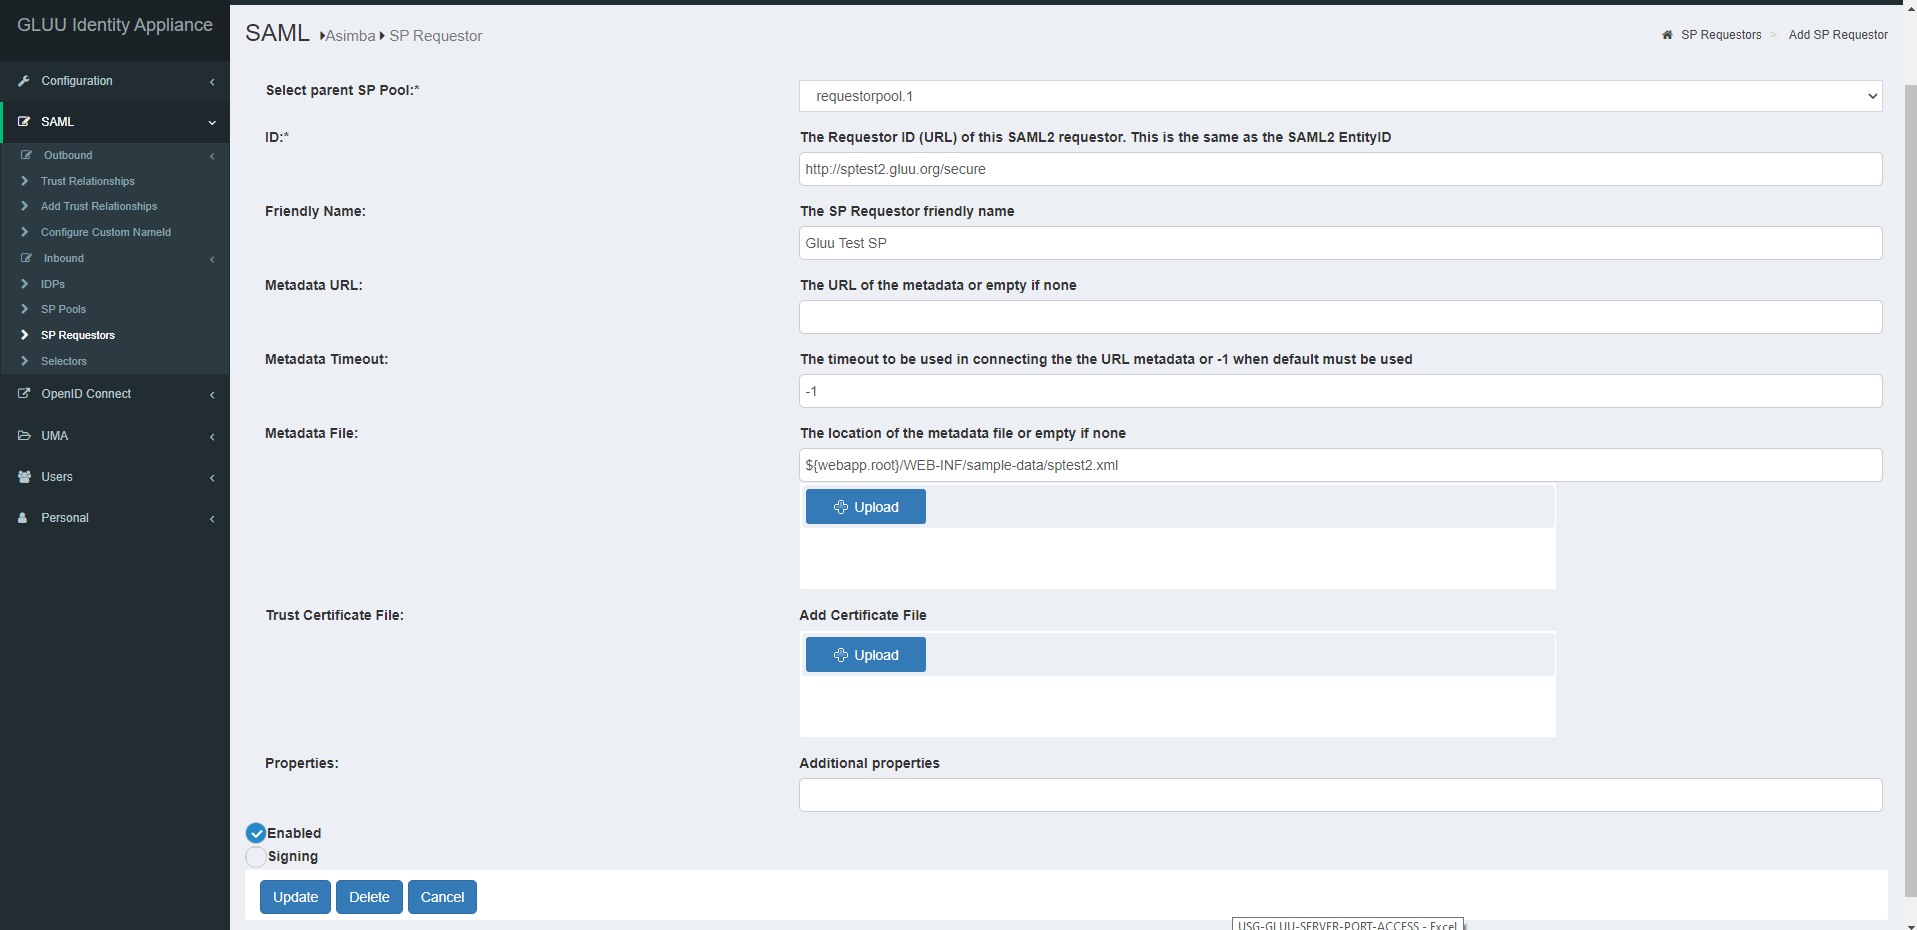 GLUU Identity Appliance
Configuration
SAML
Outbound
Trust Relationships
Add Trust Relationships
Configure Custom NameId
Inbound
IDPs
SP Pools
SP Requestors
Selectors
OpenID Connect
UMA
Users
Personal
SAML Asimba SP Requestor
SP Requestors > Add SP Requestor
Select parent SP Pool:*
requestorpool.1
ID:*
The Requestor ID (URL) of this SAML2 requestor. This is the same as the SAML2 EntityID
http://sptest2.gluu.org/secure
Friendly Name:
The SP Requestor friendly name
Gluu Test SP
Metadata URL:
The URL of the metadata or empty if none
Metadata Timeout:
The timeout to be used in connecting the the URL metadata or -1 when default must be used
-1
Metadata File:
The location of the metadata file or empty if none
${webapp.root}/WEB-INF/sample-data/sptest2.xml
Upload
Trust Certificate File:
Add Certificate File
Upload
Properties:
Additional properties
Enabled
Signing
Update Delete Cancel
USG-GLUU-SERVER-PORT-ACCESS - Excel